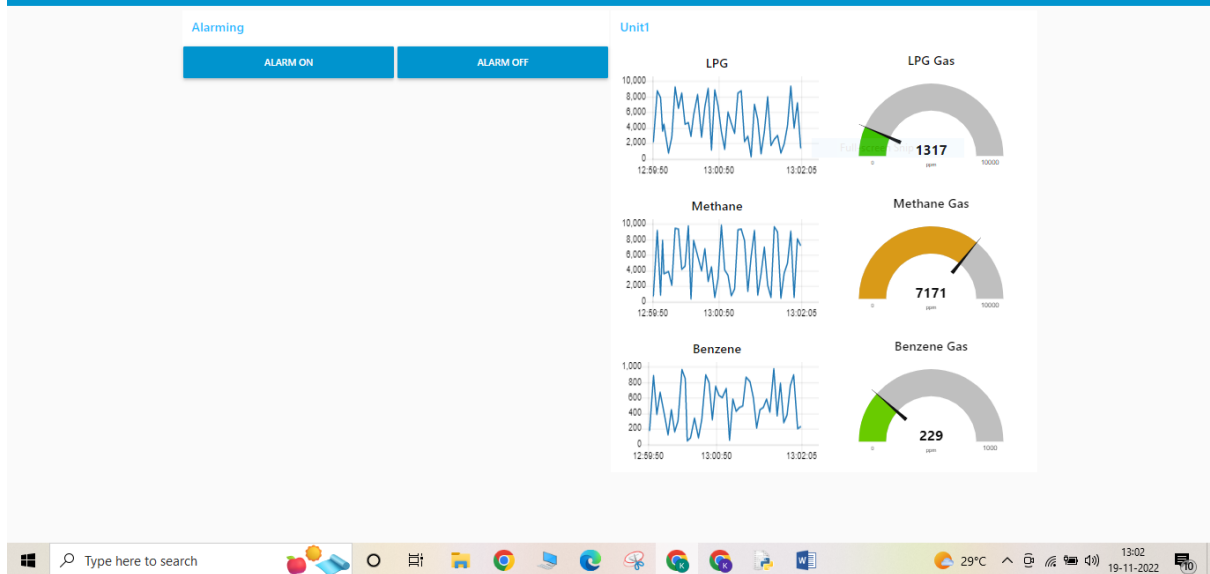 Alarming
ALARM ON
ALARM OFF
Unit1
LPG
10,000
8,000
6,000
4,000
2,000
0
12:59:50 13:00:50 13:02:05
LPG Gas
1317
0 ppm 10000
Methane
10,000
8,000
6,000
4,000
2,000
0
12:59:50 13:00:50 13:02:05
Methane Gas
7171
0 ppm 10000
Benzene
1,000
800
600
400
200
0
12:59:50 13:00:50 13:02:05
Benzene Gas
229
0 ppm 1000
Type here to search
29°C
13:02
19-11-2022
10